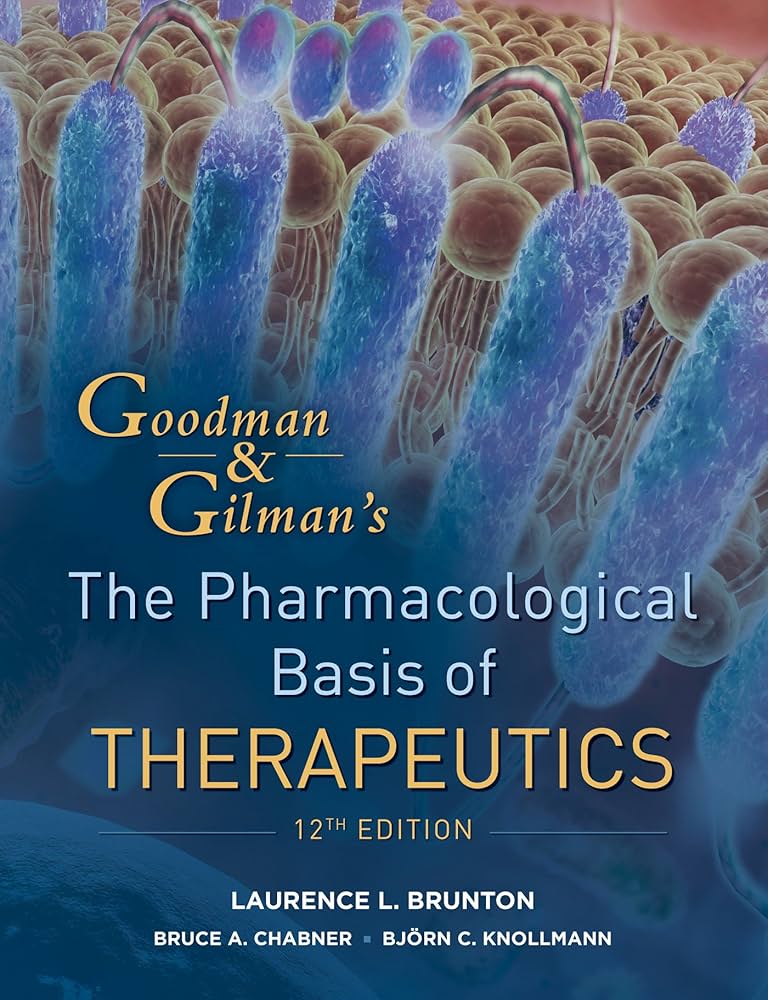 Goodman
&
Gilman's
The Pharmacological
Basis of
THERAPEUTICS
12TH EDITION
LAURENCE L. BRUNTON
BRUCE A. CHABNER ▪ BJÖRN C. KNOLLMANN